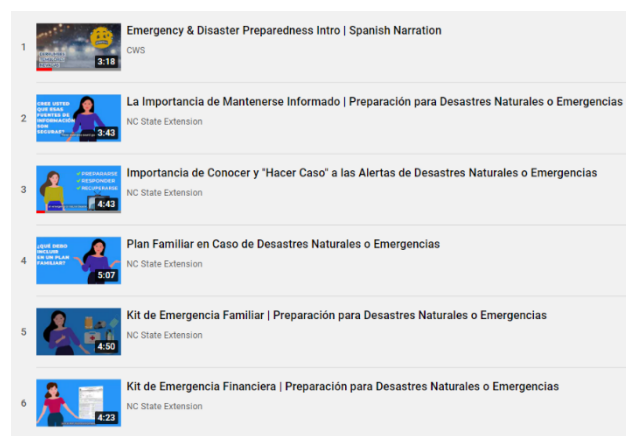 1
Emergency & Disaster Preparedness Intro | Spanish Narration
CWS
3:18
2
La Importancia de Mantenerse Informado | Preparación para Desastres Naturales o Emergencias
NC State Extension
CREE USTED
QUE ESAS
FUENTES DE
INFORMACIÓN
SON
SEGURAS?
3:43
3
Importancia de Conocer y "Hacer Caso" a las Alertas de Desastres Naturales o Emergencias
NC State Extension
PREPARARSE
RESPONDER
RECUPERARSE
4:43
4
Plan Familiar en Caso de Desastres Naturales o Emergencias
NC State Extension
¿QUÉ DEBO
INCLUIR
EN UN PLAN
FAMILIAR?
5:07
5
Kit de Emergencia Familiar | Preparación para Desastres Naturales o Emergencias
NC State Extension
4:50
6
Kit de Emergencia Financiera | Preparación para Desastres Naturales o Emergencias
NC State Extension
4:23